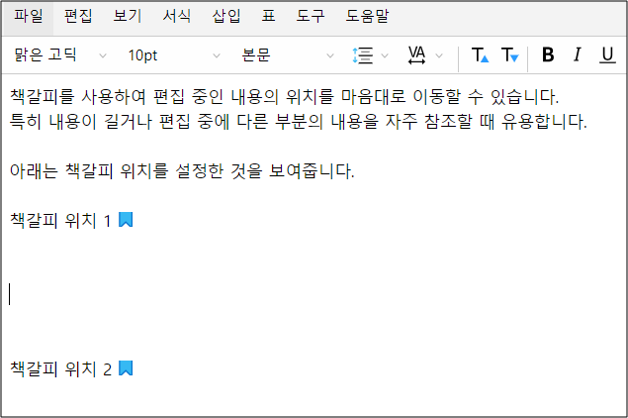 파일 편집 보기 서식 삽입 표 도구 도움말
맑은 고딕 10pt 본문 VA T T B I U
책갈피를 사용하여 편집 중인 내용의 위치를 마음대로 이동할 수 있습니다.
특히 내용이 길거나 편집 중에 다른 부분의 내용을 자주 참조할 때 유용합니다.
아래는 책갈피 위치를 설정한 것을 보여줍니다.
책갈피 위치 1
책갈피 위치 2